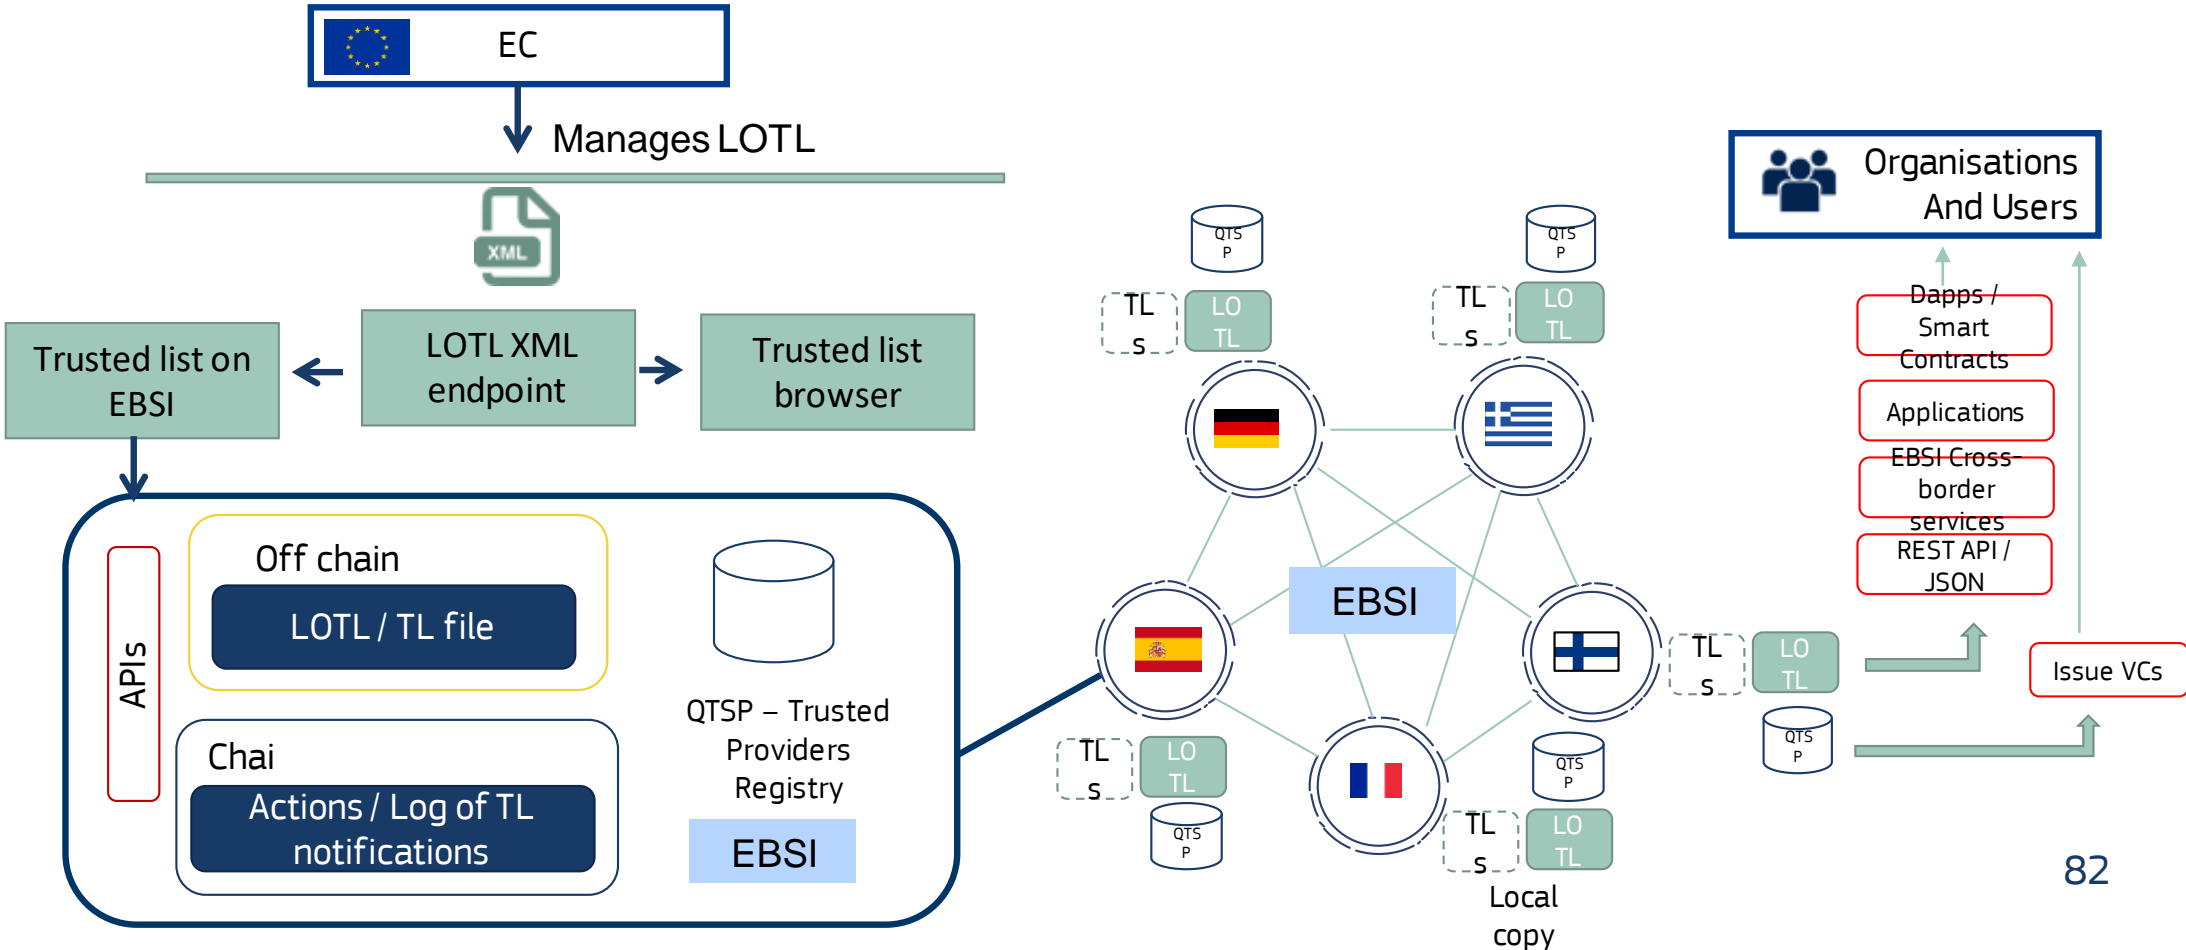 EC
Manages LOTL
XML
Trusted list on
EBSI
LOTL XML
endpoint
Trusted list
browser
APIs
Off chain
LOTL / TL file
Chai
Actions / Log of TL
notifications
QTSP – Trusted
Providers
Registry
EBSI
QTS
P
TL
s
LO
TL
QTS
P
TL
s
LO
TL
EBSI
TL
s
LO
TL
QTS
P
TL
s
LO
TL
QTS
P
QTS
P
TL
s
LO
TL
Local
copy
Organisations
And Users
Dapps /
Smart
Contracts
Applications
EBSI Cross-
border
services
REST API /
JSON
Issue VCs
82